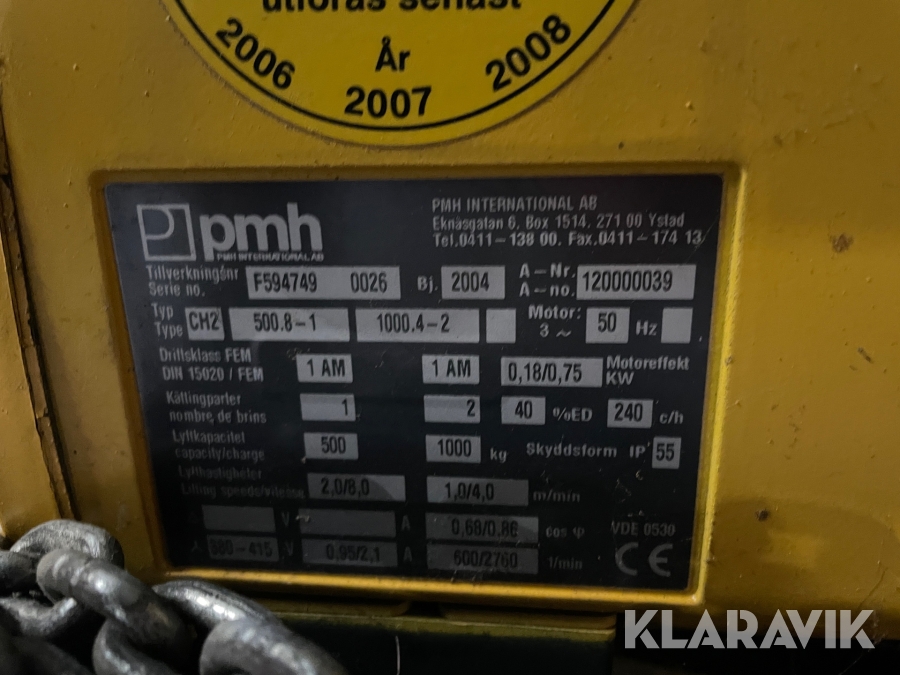 utföras senast
År
2006 2007 2008
pmh
PMH INTERNATIONAL AB
PMH INTERNATIONAL AB
Eknäsgatan 6, Box 1514, 271 00 Ystad
Tel.0411-138 00. Fax.0411-174 13
Tillverkningsnr
Serie no. F594749 0026 Bj. 2004 A-Nr. A-no. 120000039
Typ
Type CH2 500.8-1 1000.4-2 Motor: 3 ~ 50 Hz
Driftsklass FEM
DIN 15020 / FEM 1 AM 1 AM 0,18/0,75 Motoreffekt KW
Kättingparter
nombre de brins 1 2 40 %ED 240 c/h
Lyftkapacitet
capacity/charge 500 1000 kg Skyddsform IP 55
Lyfthastigheter
Lifting speeds/vitesse 2,0/8,0 1,0/4,0 m/min
V A 0,68/0,86 cos φ VDE 0530
380-415 V 0,95/2,1 A 600/2760 1/min CE
KLARAVIK